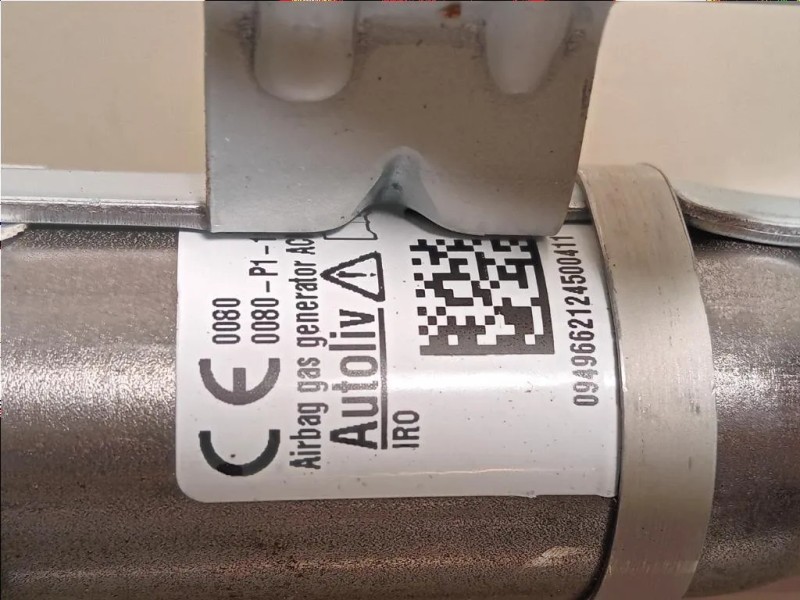 CE 0080
0080-P1-
Airbag gas generator
Autoliv
IRO
0949662124500411